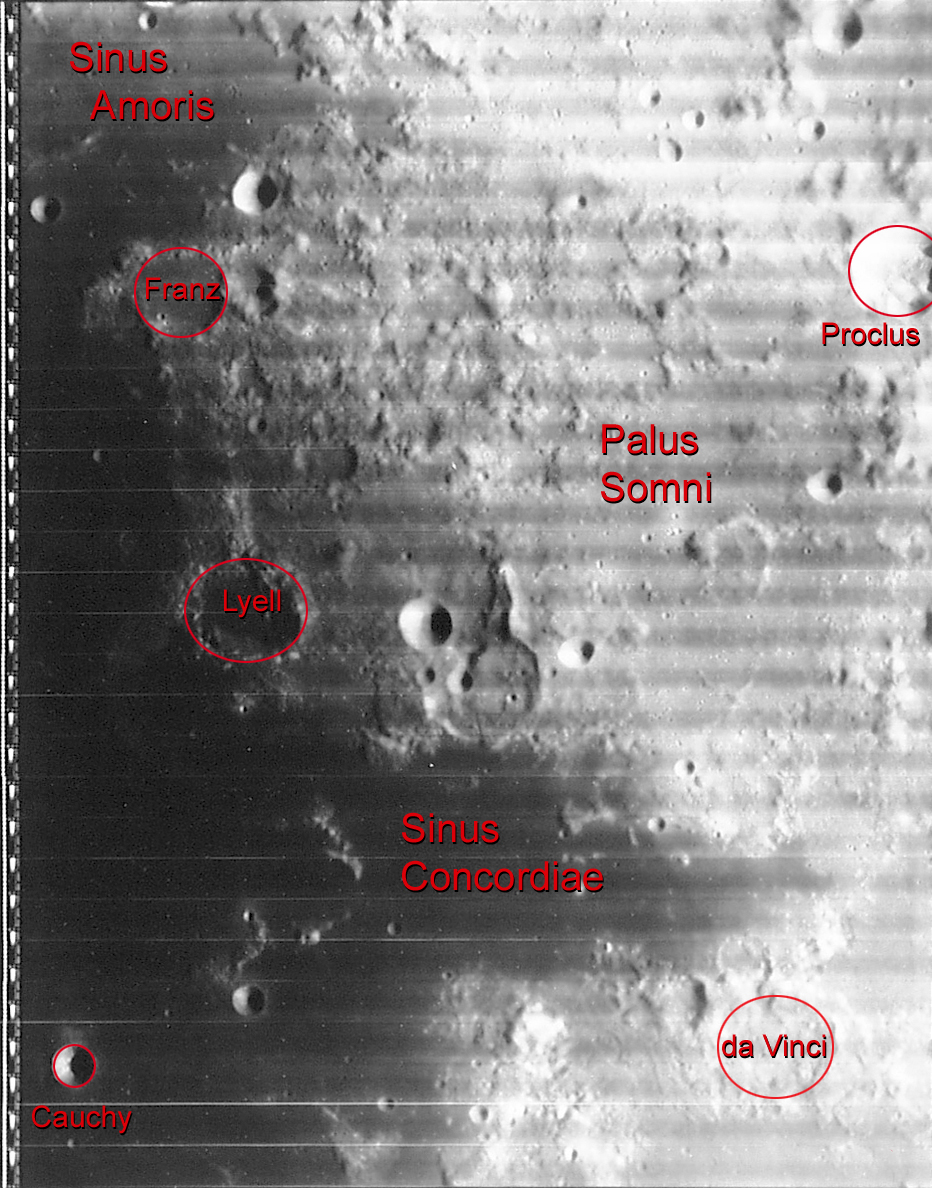 Sinus
Amoris
Franz
Proclus
Palus
Somni
Lyell
Sinus
Concordiae
da Vinci
Cauchy